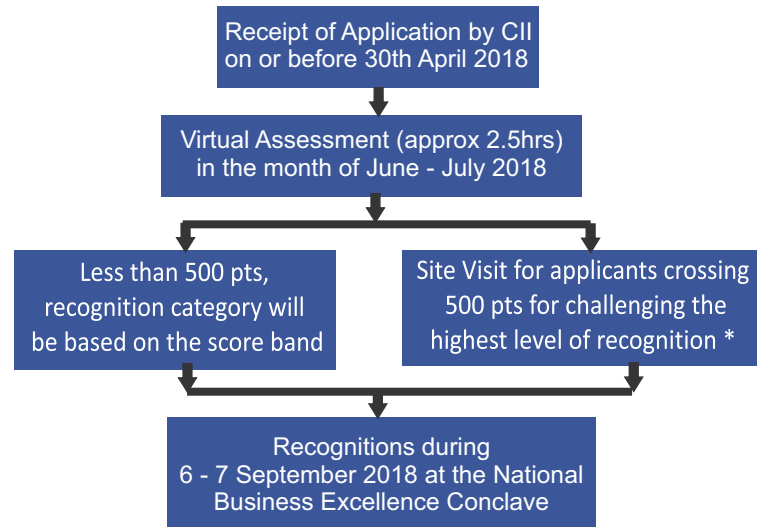 Receipt of Application by CII
on or before 30th April 2018
Virtual Assessment (approx 2.5hrs)
in the month of June - July 2018
Less than 500 pts,
recognition category will
be based on the score band
Site Visit for applicants crossing
500 pts for challenging the
highest level of recognition *
Recognitions during
6 - 7 September 2018 at the National
Business Excellence Conclave